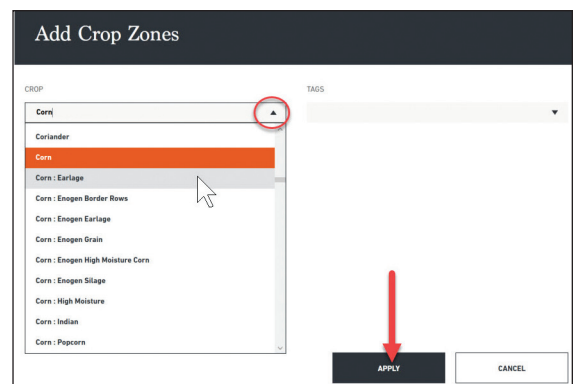 Add Crop Zones
CROP
TAGS
Corn
Coriander
Corn
Corn : Earlage
Corn : Enogen Border Rows
Corn : Enogen Earlage
Corn : Enogen Grain
Corn : Enogen High Moisture Corn
Corn : Enogen Silage
Corn : High Moisture
Corn : Indian
Corn : Popcorn
APPLY
CANCEL